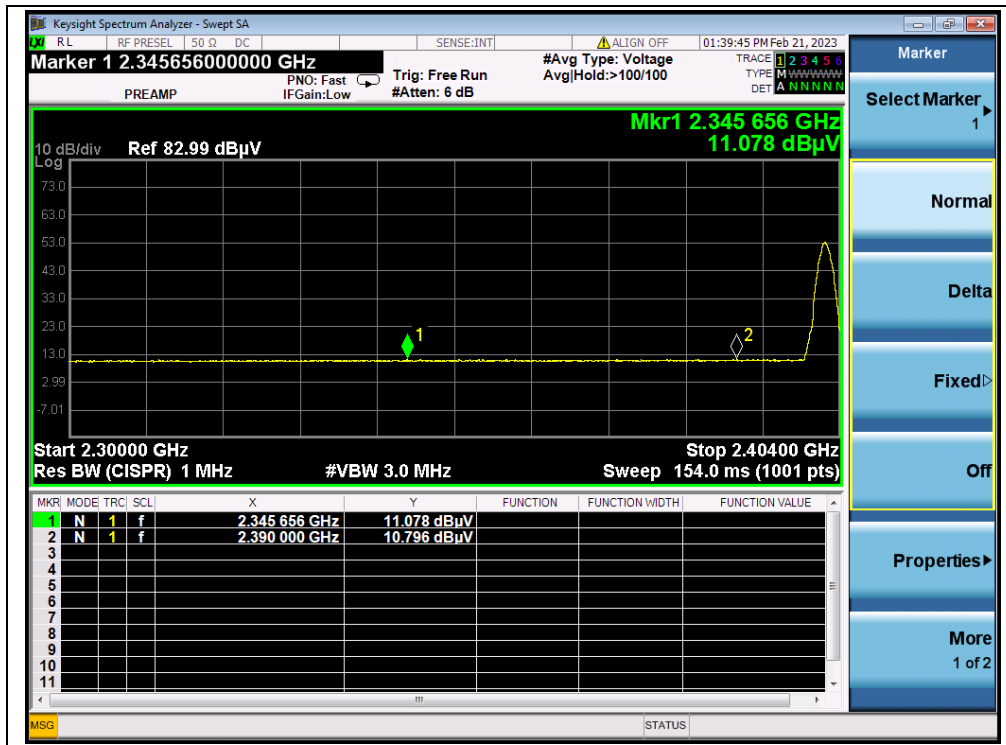 Keysight Spectrum Analyzer - Swept SA
LXI RL RF PRESEL 50 Ω DC SENSE:INT ALIGN OFF 01:39:45 PM Feb 21, 2023
Marker 1 2.345656000000 GHz
PREAMP
PNO: Fast
IFGain:Low
Trig: Free Run
#Atten: 6 dB
#Avg Type: Voltage
Avg|Hold:>100/100
TRACE 1 2 3 4 5 6
TYPE M WWWWW
DET A N N N N N
Mkr1 2.345 656 GHz
11.078 dBµV
10 dB/div Ref 82.99 dBµV
Log
73.0
63.0
53.0
43.0
33.0
23.0
13.0
2.99
-7.01
1
2
Start 2.30000 GHz Stop 2.40400 GHz
Res BW (CISPR) 1 MHz #VBW 3.0 MHz Sweep 154.0 ms (1001 pts)
MKR MODE TRC SCL X Y FUNCTION FUNCTION WIDTH FUNCTION VALUE
1 N 1 f 2.345 656 GHz 11.078 dBµV
2 N 1 f 2.390 000 GHz 10.796 dBµV
3
4
5
6
7
8
9
10
11
MSG STATUS
Marker
Select Marker
1
Normal
Delta
Fixed
Off
Properties
More
1 of 2